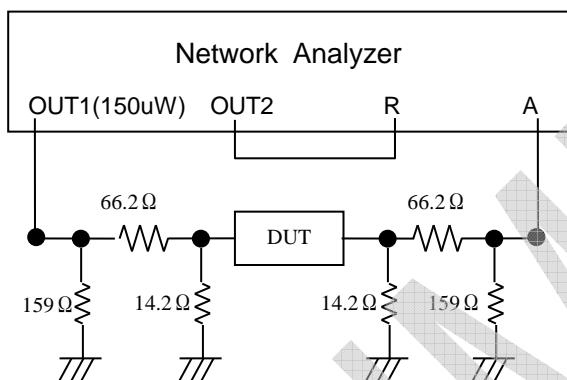 Network Analyzer
OUT1(150uW) OUT2 R A
66.2Ω 66.2Ω
DUT
159Ω 14.2Ω 14.2Ω 159Ω